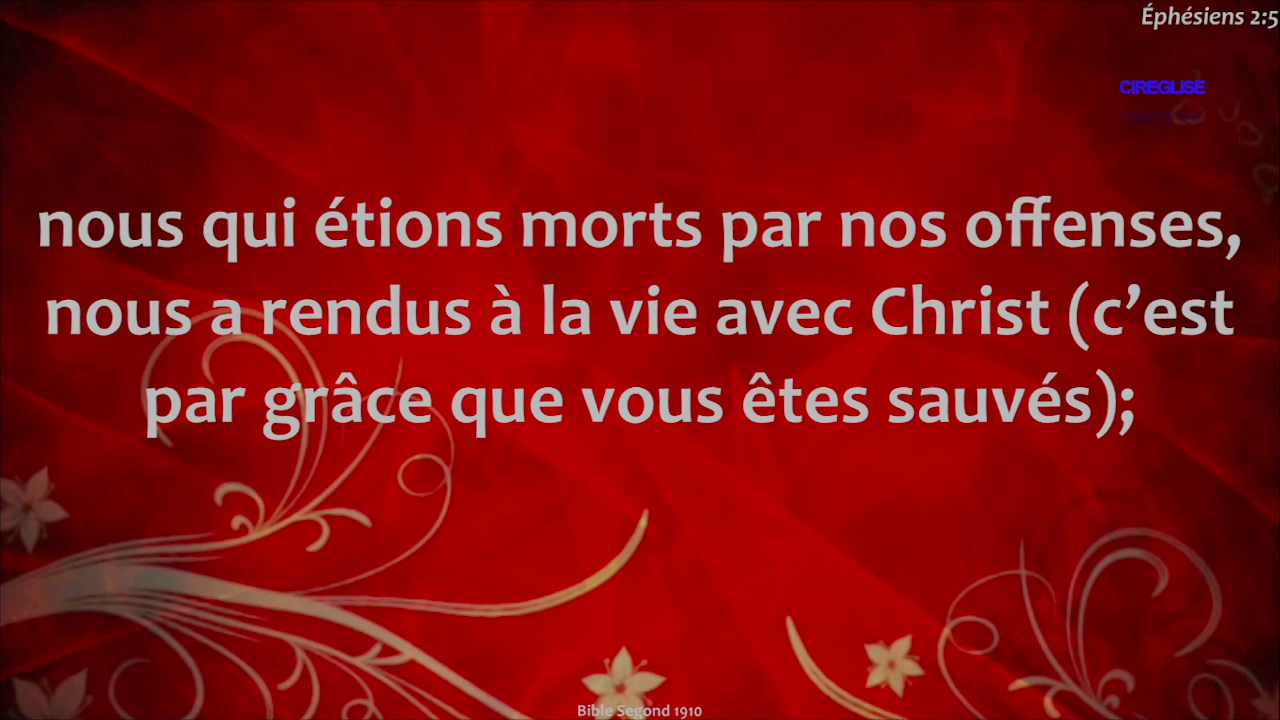 Éphésiens 2:5
CIREGLISE
nous qui étions morts par nos offenses,
nous a rendus à la vie avec Christ (c’est
par grâce que vous êtes sauvés);
Bible Segond 1910